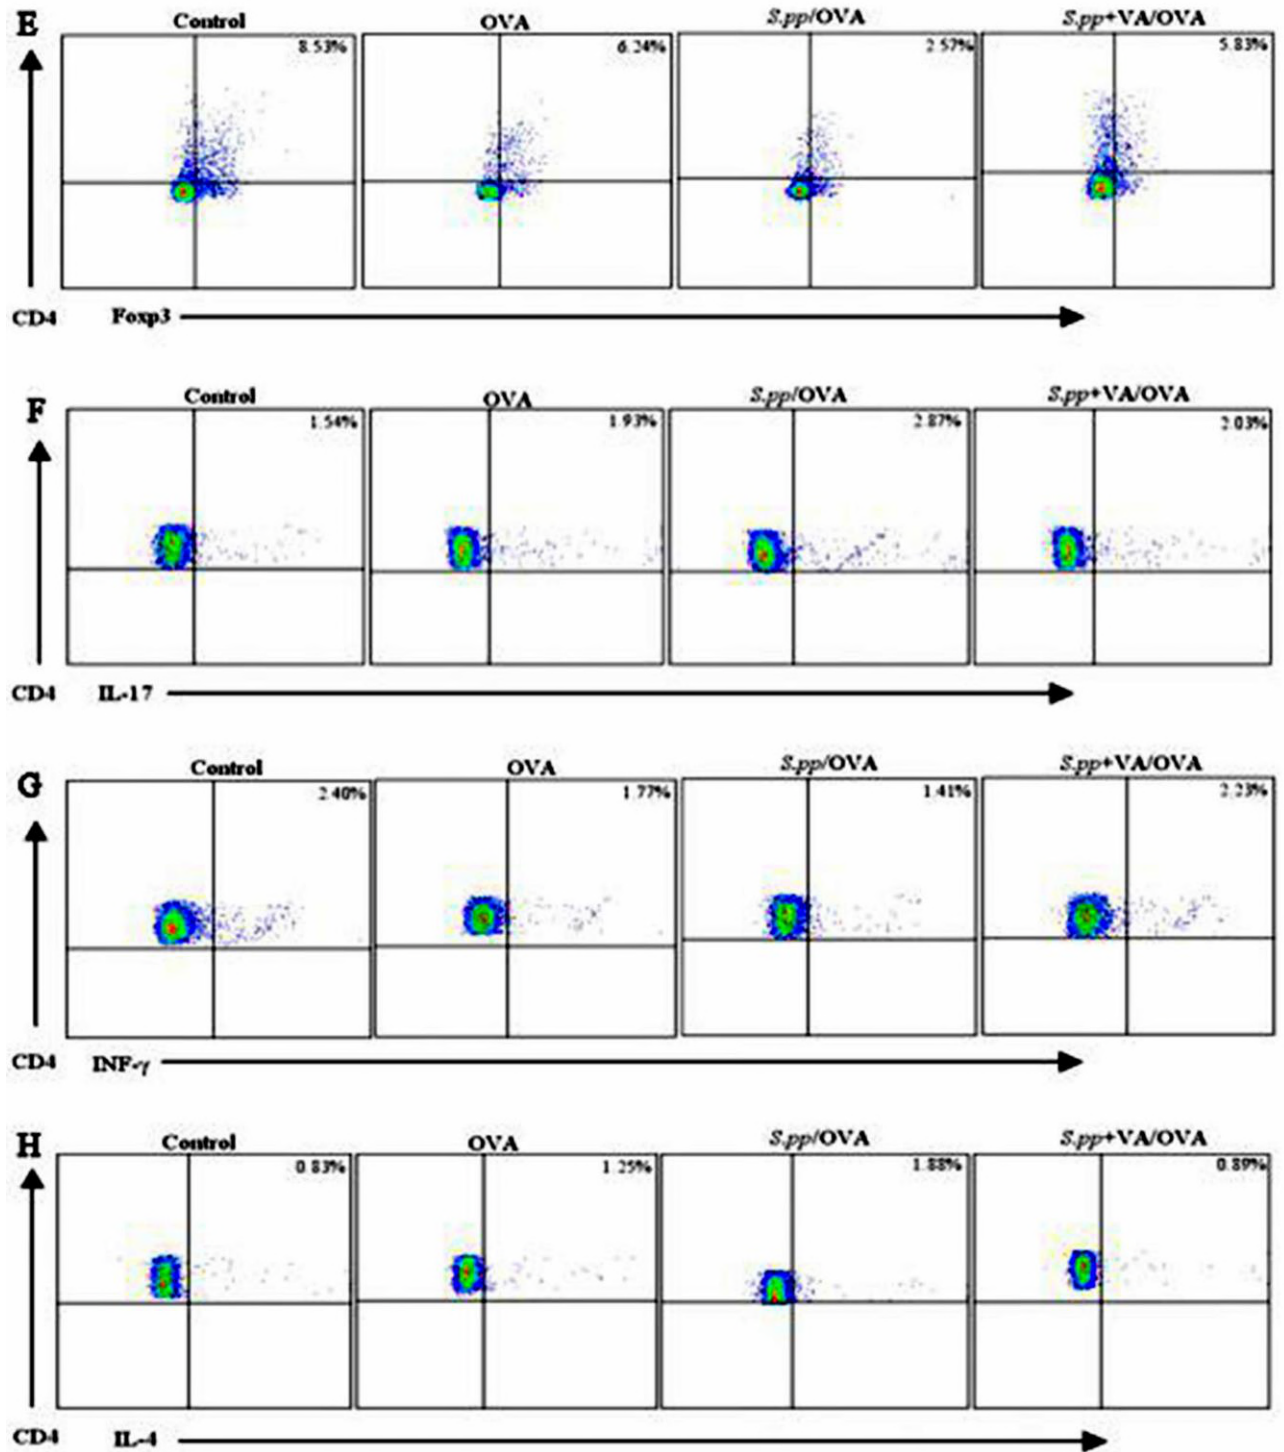 E
Control OVA S.pp/OVA S.pp+VA/OVA
8.53% 6.24% 2.57% 5.83%
CD4 Foxp3
F
Control OVA S.pp/OVA S.pp+VA/OVA
1.54% 1.93% 2.87% 2.03%
CD4 IL-17
G
Control OVA S.pp/OVA S.pp+VA/OVA
2.40% 1.77% 1.41% 2.23%
CD4 INF-γ
H
Control OVA S.pp/OVA S.pp+VA/OVA
0.83% 1.25% 1.88% 0.89%
CD4 IL-4